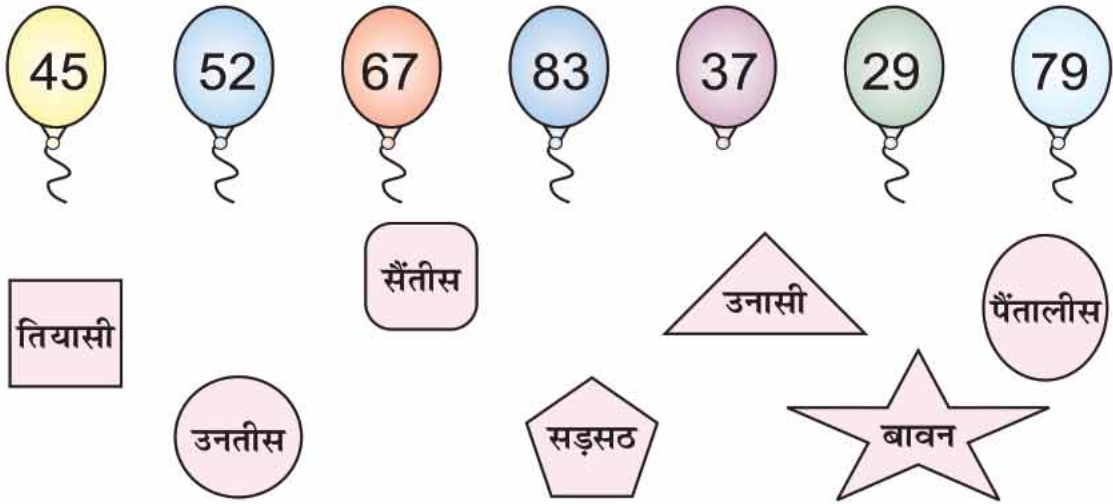 45 52 67 83 37 29 79
सैंतीस
उनासी
पैंतालीस
तियासी
उनतीस
सड़सठ
बावन